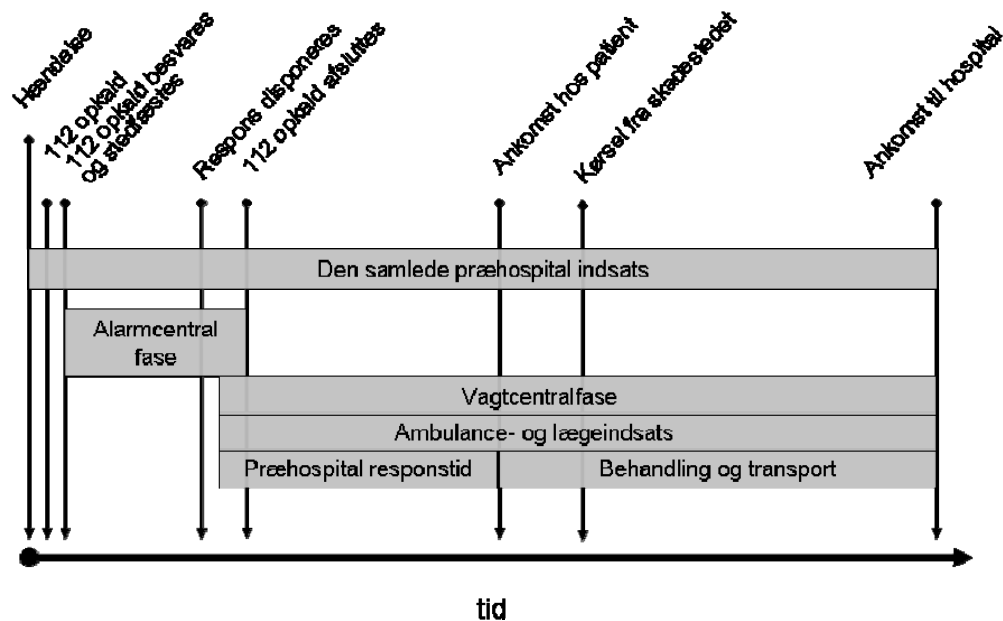 Hændelse
112 opkald
112 opkald besvares
og stedfæstes
Respons disponeres
112 opkald afsluttes
Ankomst hos patient
Kørsel fra skadestedet
Ankomst til hospital
Den samlede præhospital indsats
Alarmcentral
fase
Vagtcentralfase
Ambulance- og lægeindsats
Præhospital responstid
Behandling og transport
tid